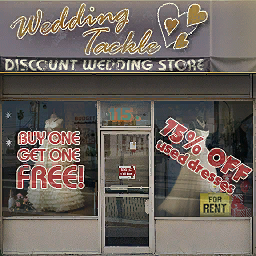 Wedding
Tackle
DISCOUNT WEDDING STORE
BUY ONE
GET ONE
FREE!
75% OFF
used dresses
FOR
RENT